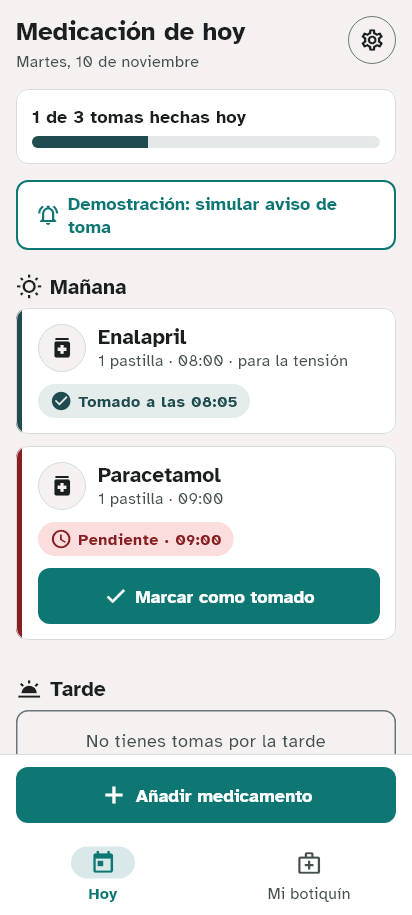 Medicación de hoy
Martes, 10 de noviembre
1 de 3 tomas hechas hoy
Demostración: simular aviso de
toma
Mañana
Enalapril
1 pastilla · 08:00 · para la tensión
Tomado a las 08:05
Paracetamol
1 pastilla · 09:00
Pendiente · 09:00
Marcar como tomado
Tarde
No tienes tomas por la tarde
Añadir medicamento
Hoy
Mi botiquín